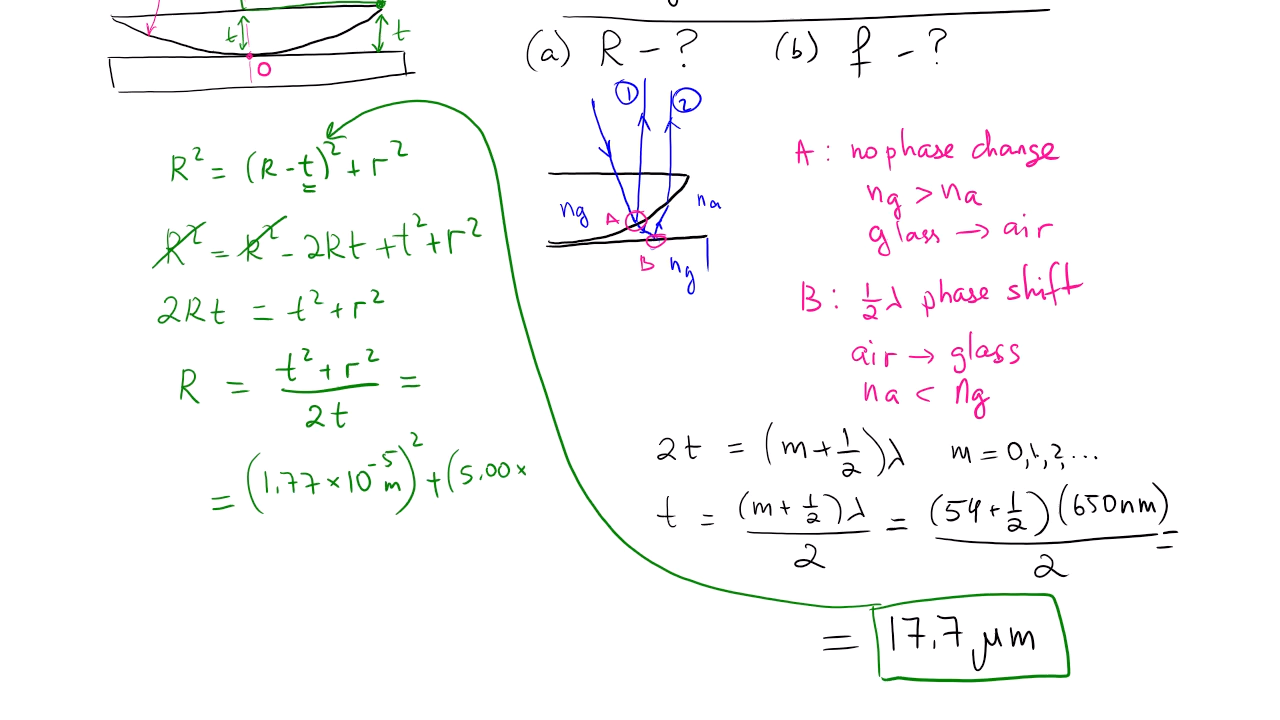 (a) R - ? (b) f - ?
t t
O
R² = (R - t)² + r²
R² = R² - 2Rt + t² + r²
2Rt = t² + r²
R = (t² + r²)/(2t) =
= (1.77 × 10⁻⁵ m)² + (5.00 ×
① ②
ng A na
B ng
A : no phase change
ng > na
glass → air
B : ½ λ phase shift
air → glass
na < ng
2t = (m + ½) λ m = 0, 1, 2, ...
t = (m + ½) λ / 2 = (54 + ½)(650 nm) / 2 =
= 17.7 μm